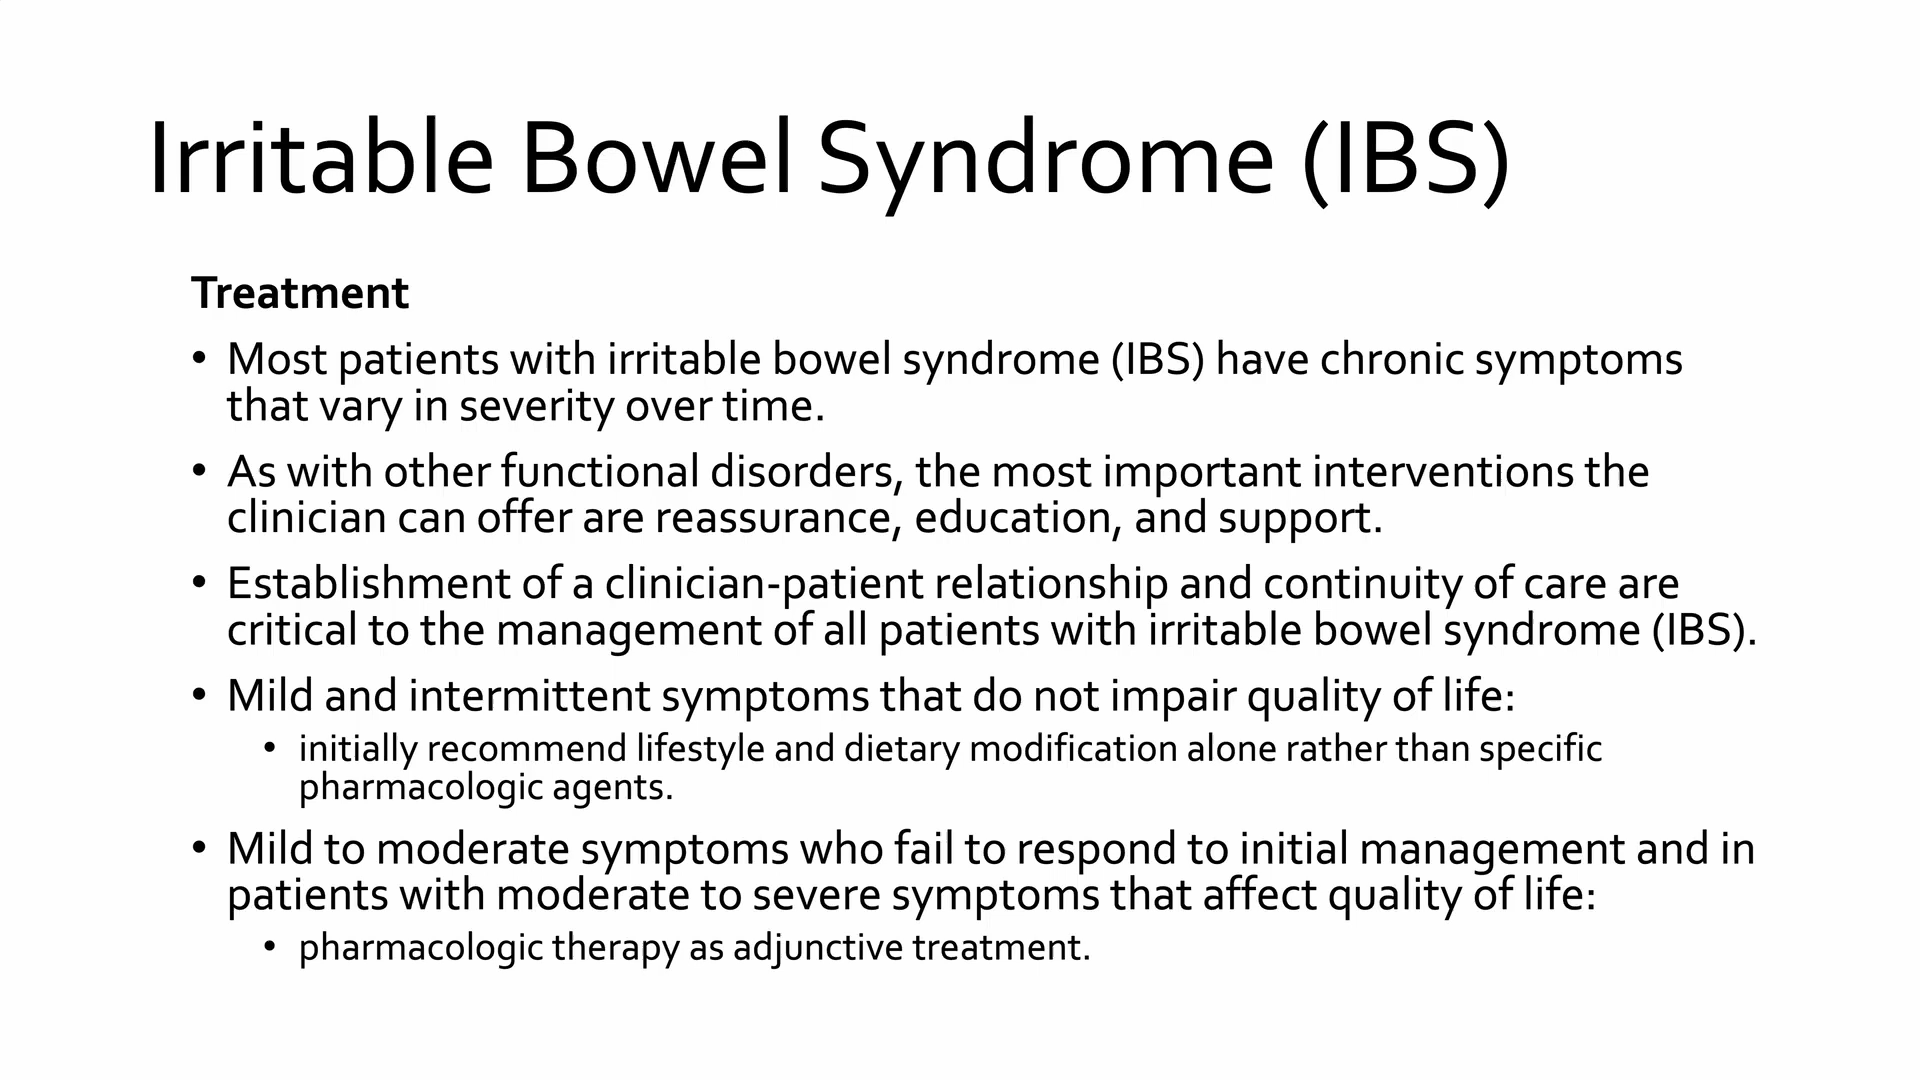 Irritable Bowel Syndrome (IBS)
Treatment
• Most patients with irritable bowel syndrome (IBS) have chronic symptoms
that vary in severity over time.
• As with other functional disorders, the most important interventions the
clinician can offer are reassurance, education, and support.
• Establishment of a clinician-patient relationship and continuity of care are
critical to the management of all patients with irritable bowel syndrome (IBS).
• Mild and intermittent symptoms that do not impair quality of life:
• initially recommend lifestyle and dietary modification alone rather than specific
pharmacologic agents.
• Mild to moderate symptoms who fail to respond to initial management and in
patients with moderate to severe symptoms that affect quality of life:
• pharmacologic therapy as adjunctive treatment.